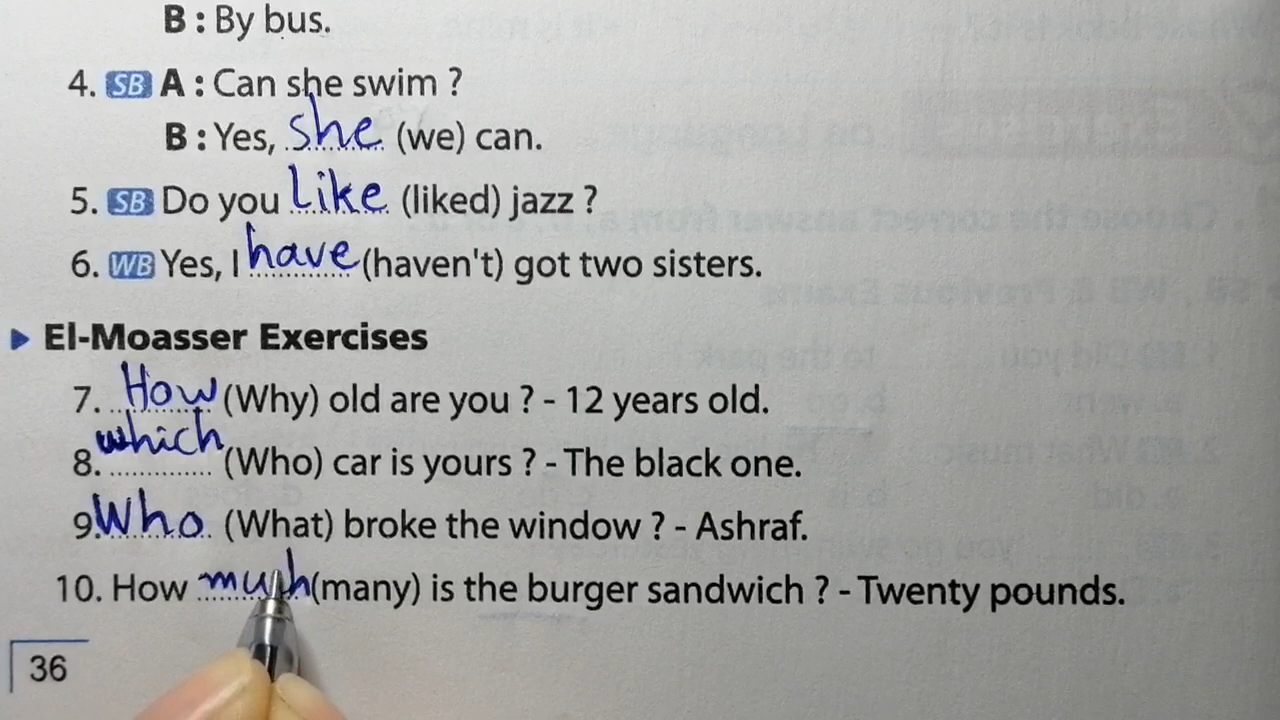 B : By bus.
4. SB A : Can she swim ?
B : Yes, she (we) can.
5. SB Do you like (liked) jazz ?
6. WB Yes, I have (haven't) got two sisters.
▶ El-Moasser Exercises
7. How (Why) old are you ? - 12 years old.
8. which (Who) car is yours ? - The black one.
9. Who (What) broke the window ? - Ashraf.
10. How much (many) is the burger sandwich ? - Twenty pounds.
36